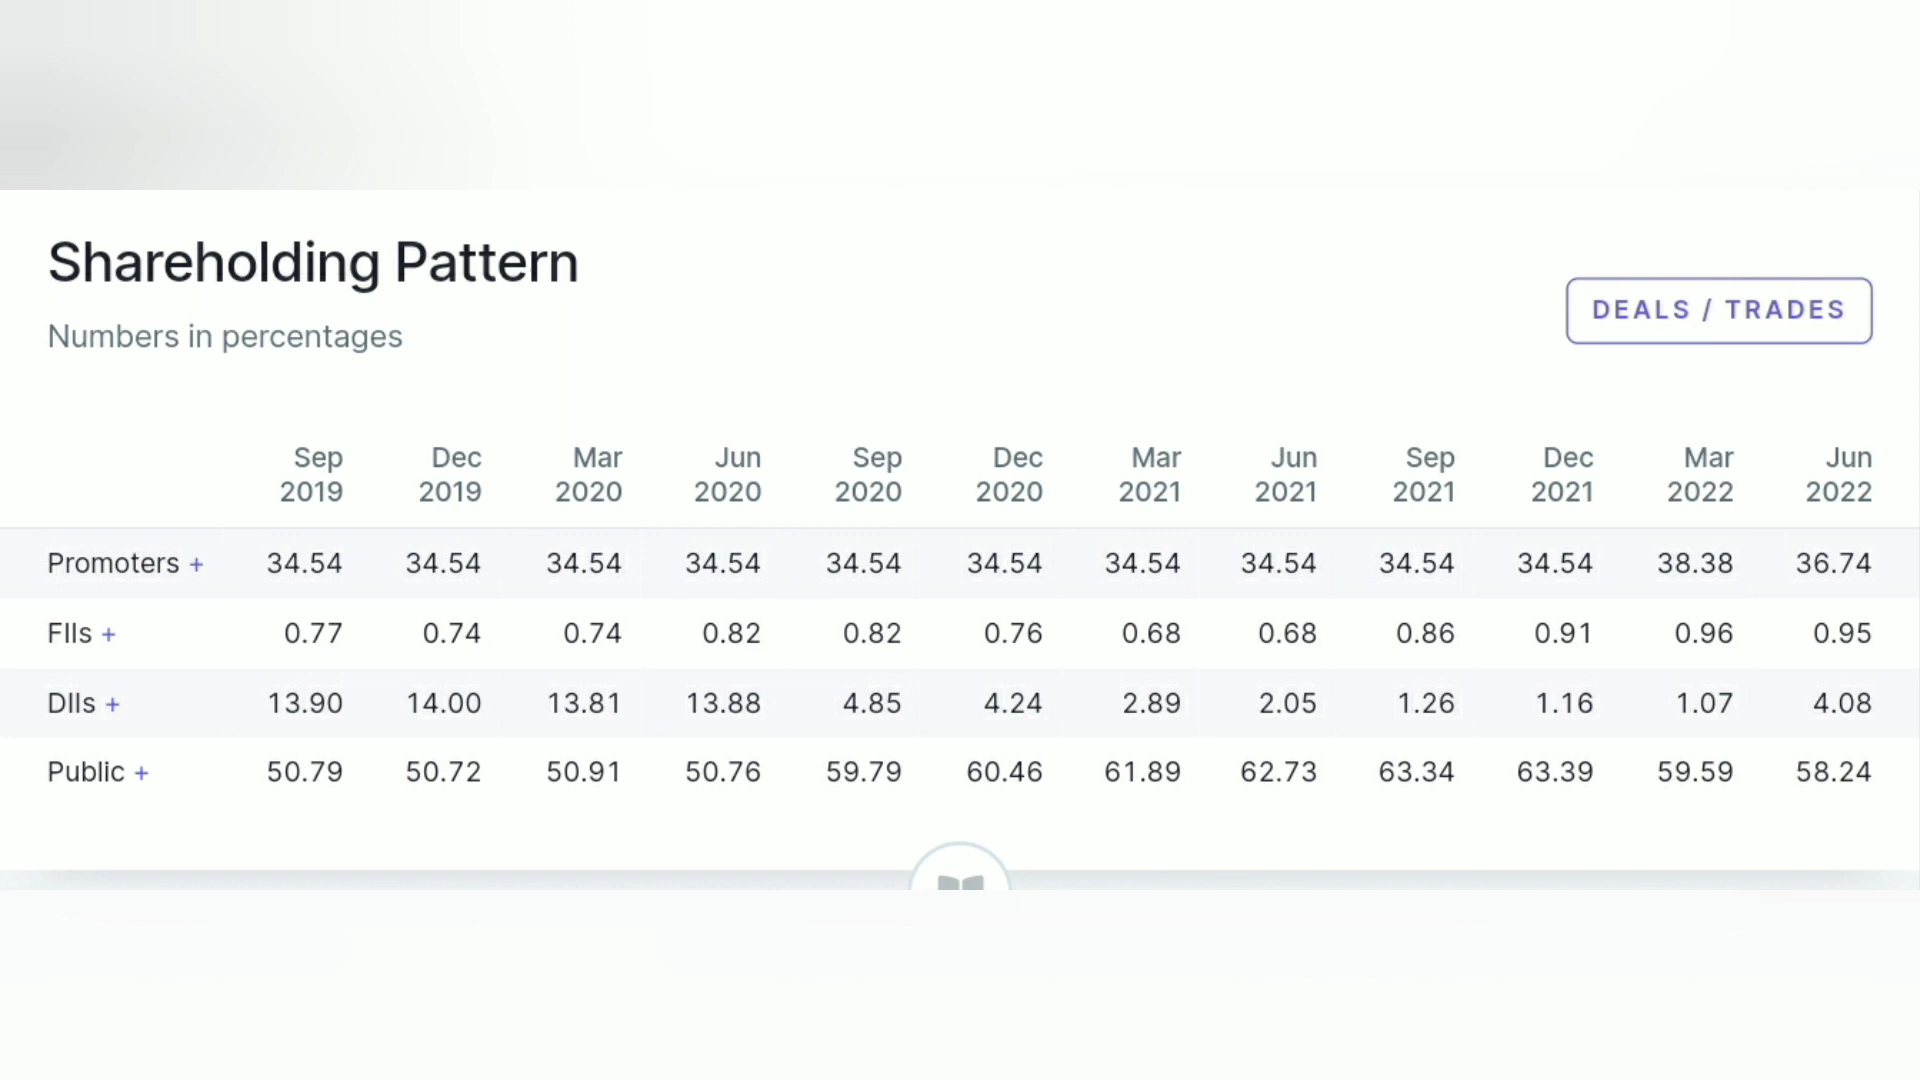 Shareholding Pattern
Numbers in percentages
DEALS / TRADES
Sep 2019 Dec 2019 Mar 2020 Jun 2020 Sep 2020 Dec 2020 Mar 2021 Jun 2021 Sep 2021 Dec 2021 Mar 2022 Jun 2022
Promoters + 34.54 34.54 34.54 34.54 34.54 34.54 34.54 34.54 34.54 34.54 38.38 36.74
FIIs + 0.77 0.74 0.74 0.82 0.82 0.76 0.68 0.68 0.86 0.91 0.96 0.95
DIIs + 13.90 14.00 13.81 13.88 4.85 4.24 2.89 2.05 1.26 1.16 1.07 4.08
Public + 50.79 50.72 50.91 50.76 59.79 60.46 61.89 62.73 63.34 63.39 59.59 58.24